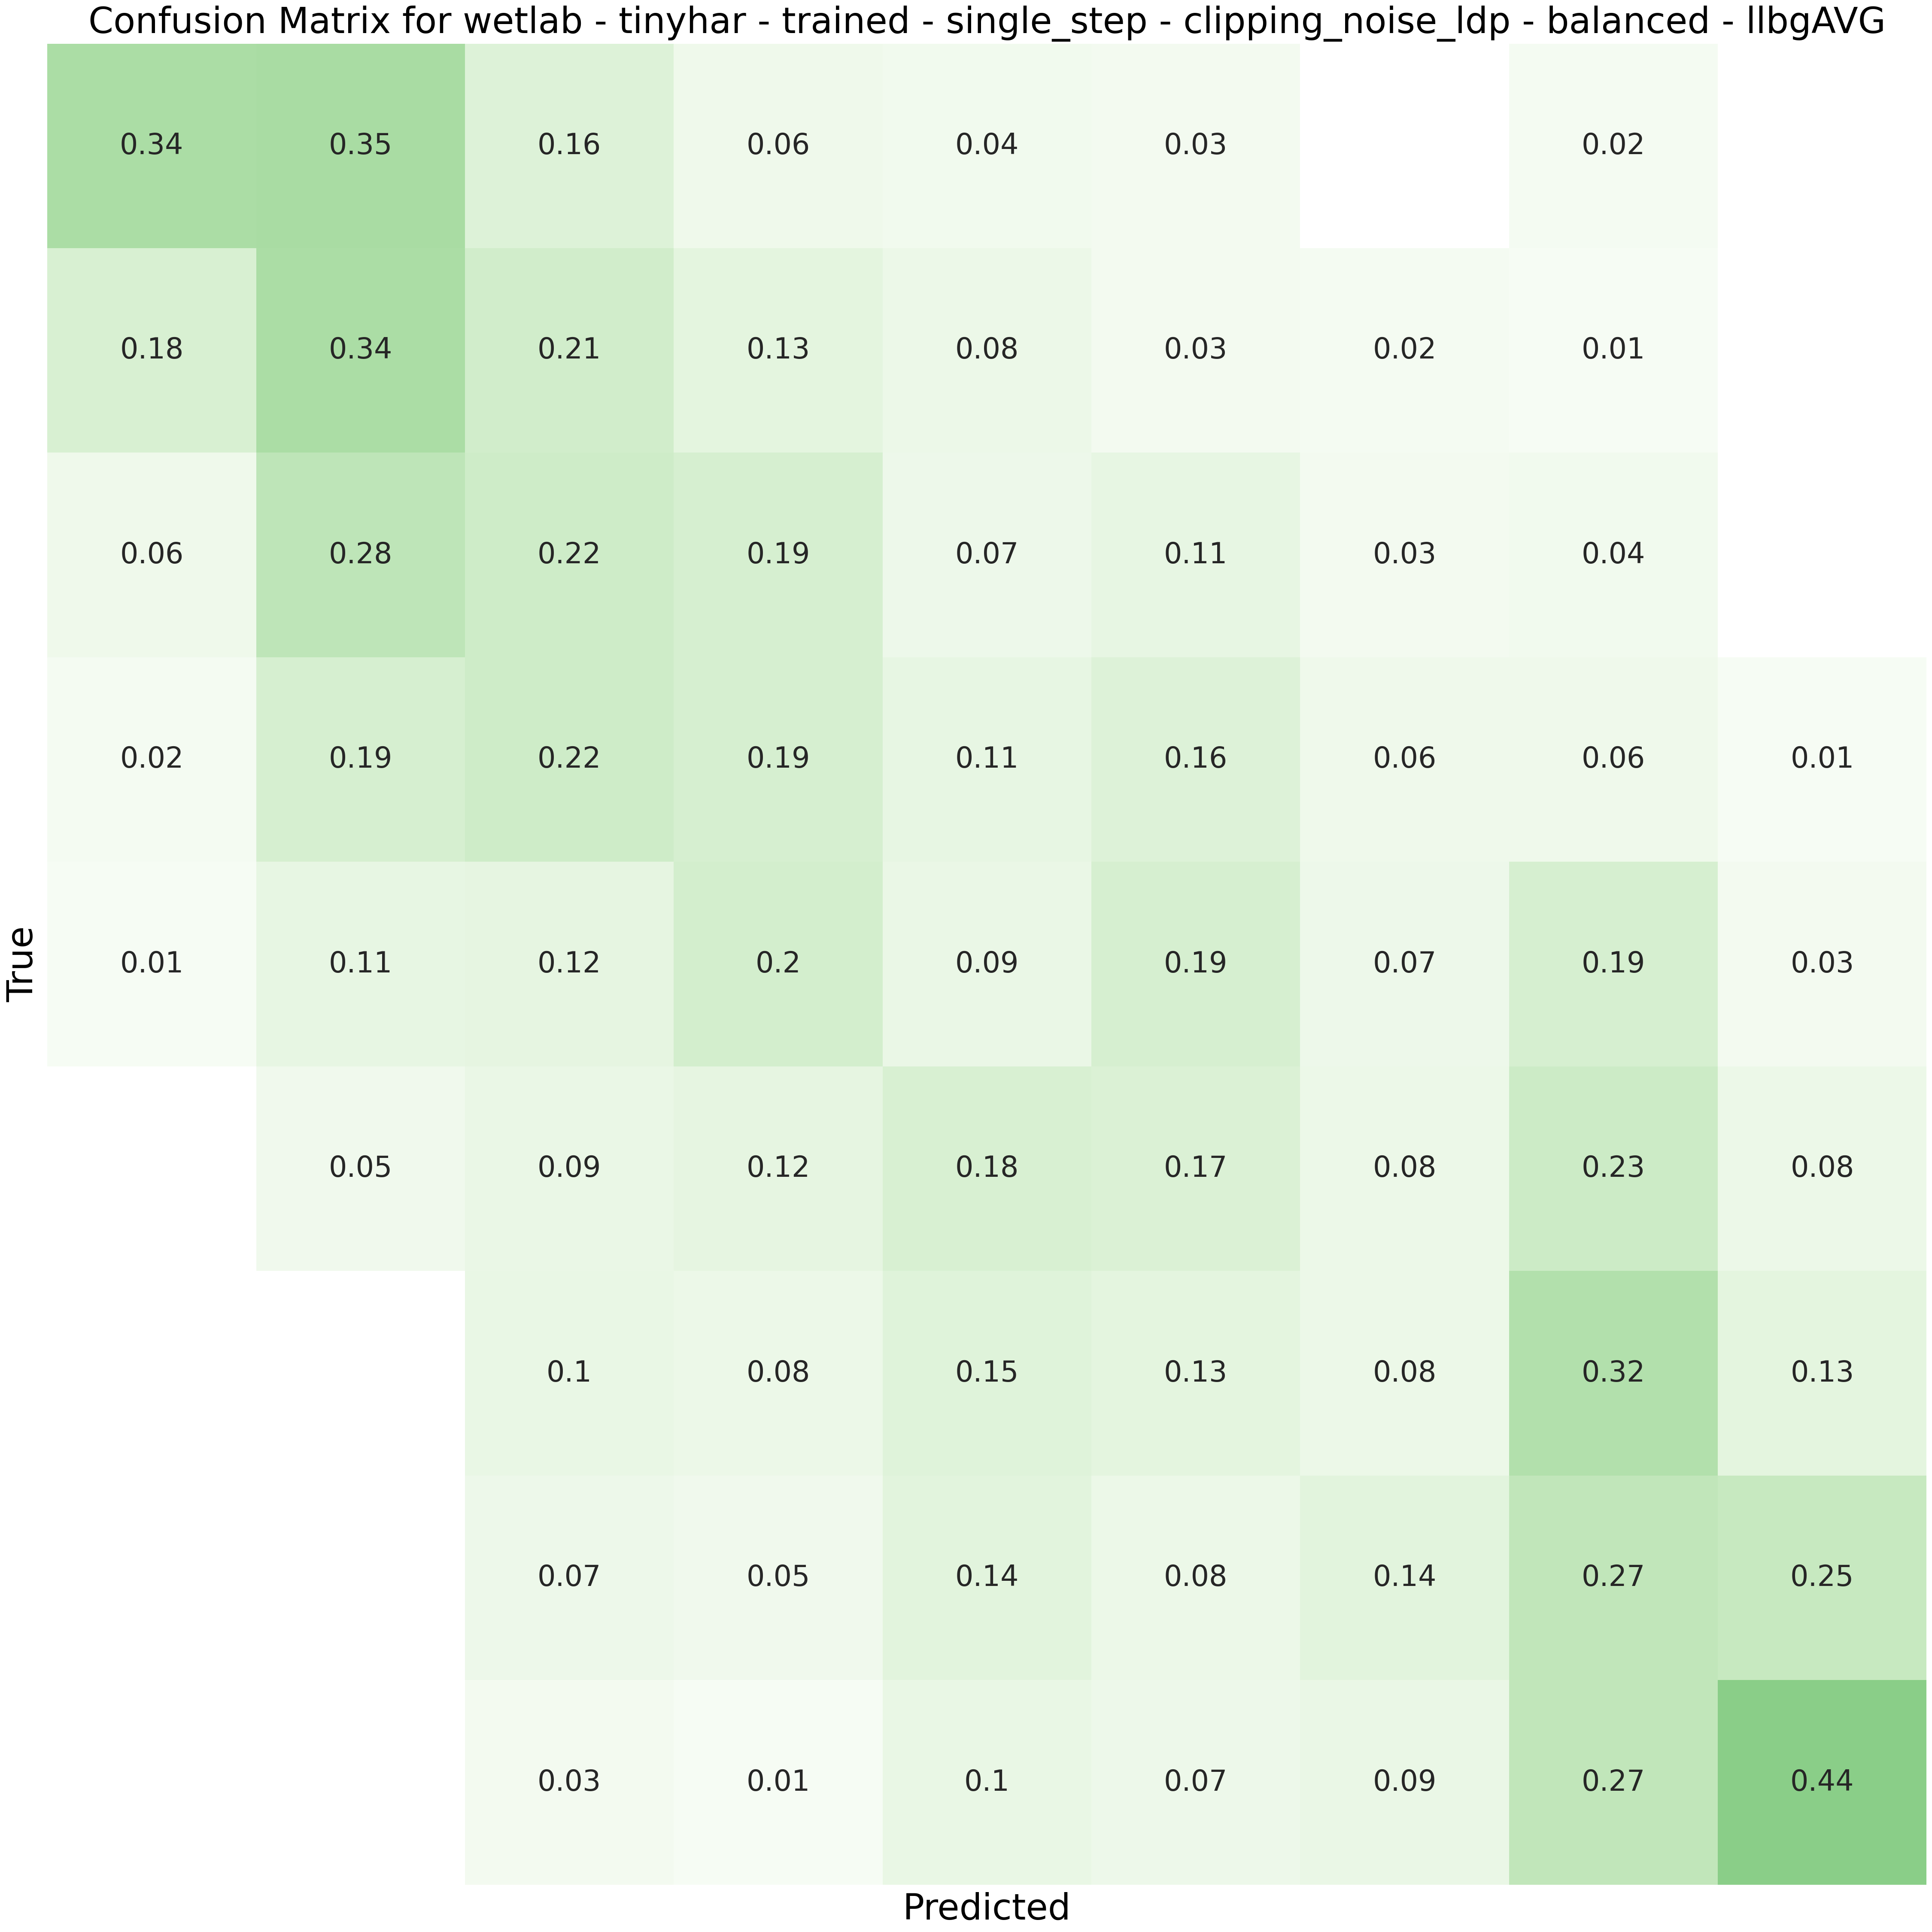 Confusion Matrix for wetlab - tinyhar - trained - single_step - clipping_noise_ldp - balanced - llbgAVG
0.34 0.35 0.16 0.06 0.04 0.03 0.02
0.18 0.34 0.21 0.13 0.08 0.03 0.02 0.01
0.06 0.28 0.22 0.19 0.07 0.11 0.03 0.04
0.02 0.19 0.22 0.19 0.11 0.16 0.06 0.06 0.01
0.01 0.11 0.12 0.2 0.09 0.19 0.07 0.19 0.03
0.05 0.09 0.12 0.18 0.17 0.08 0.23 0.08
0.1 0.08 0.15 0.13 0.08 0.32 0.13
0.07 0.05 0.14 0.08 0.14 0.27 0.25
0.03 0.01 0.1 0.07 0.09 0.27 0.44
True
Predicted